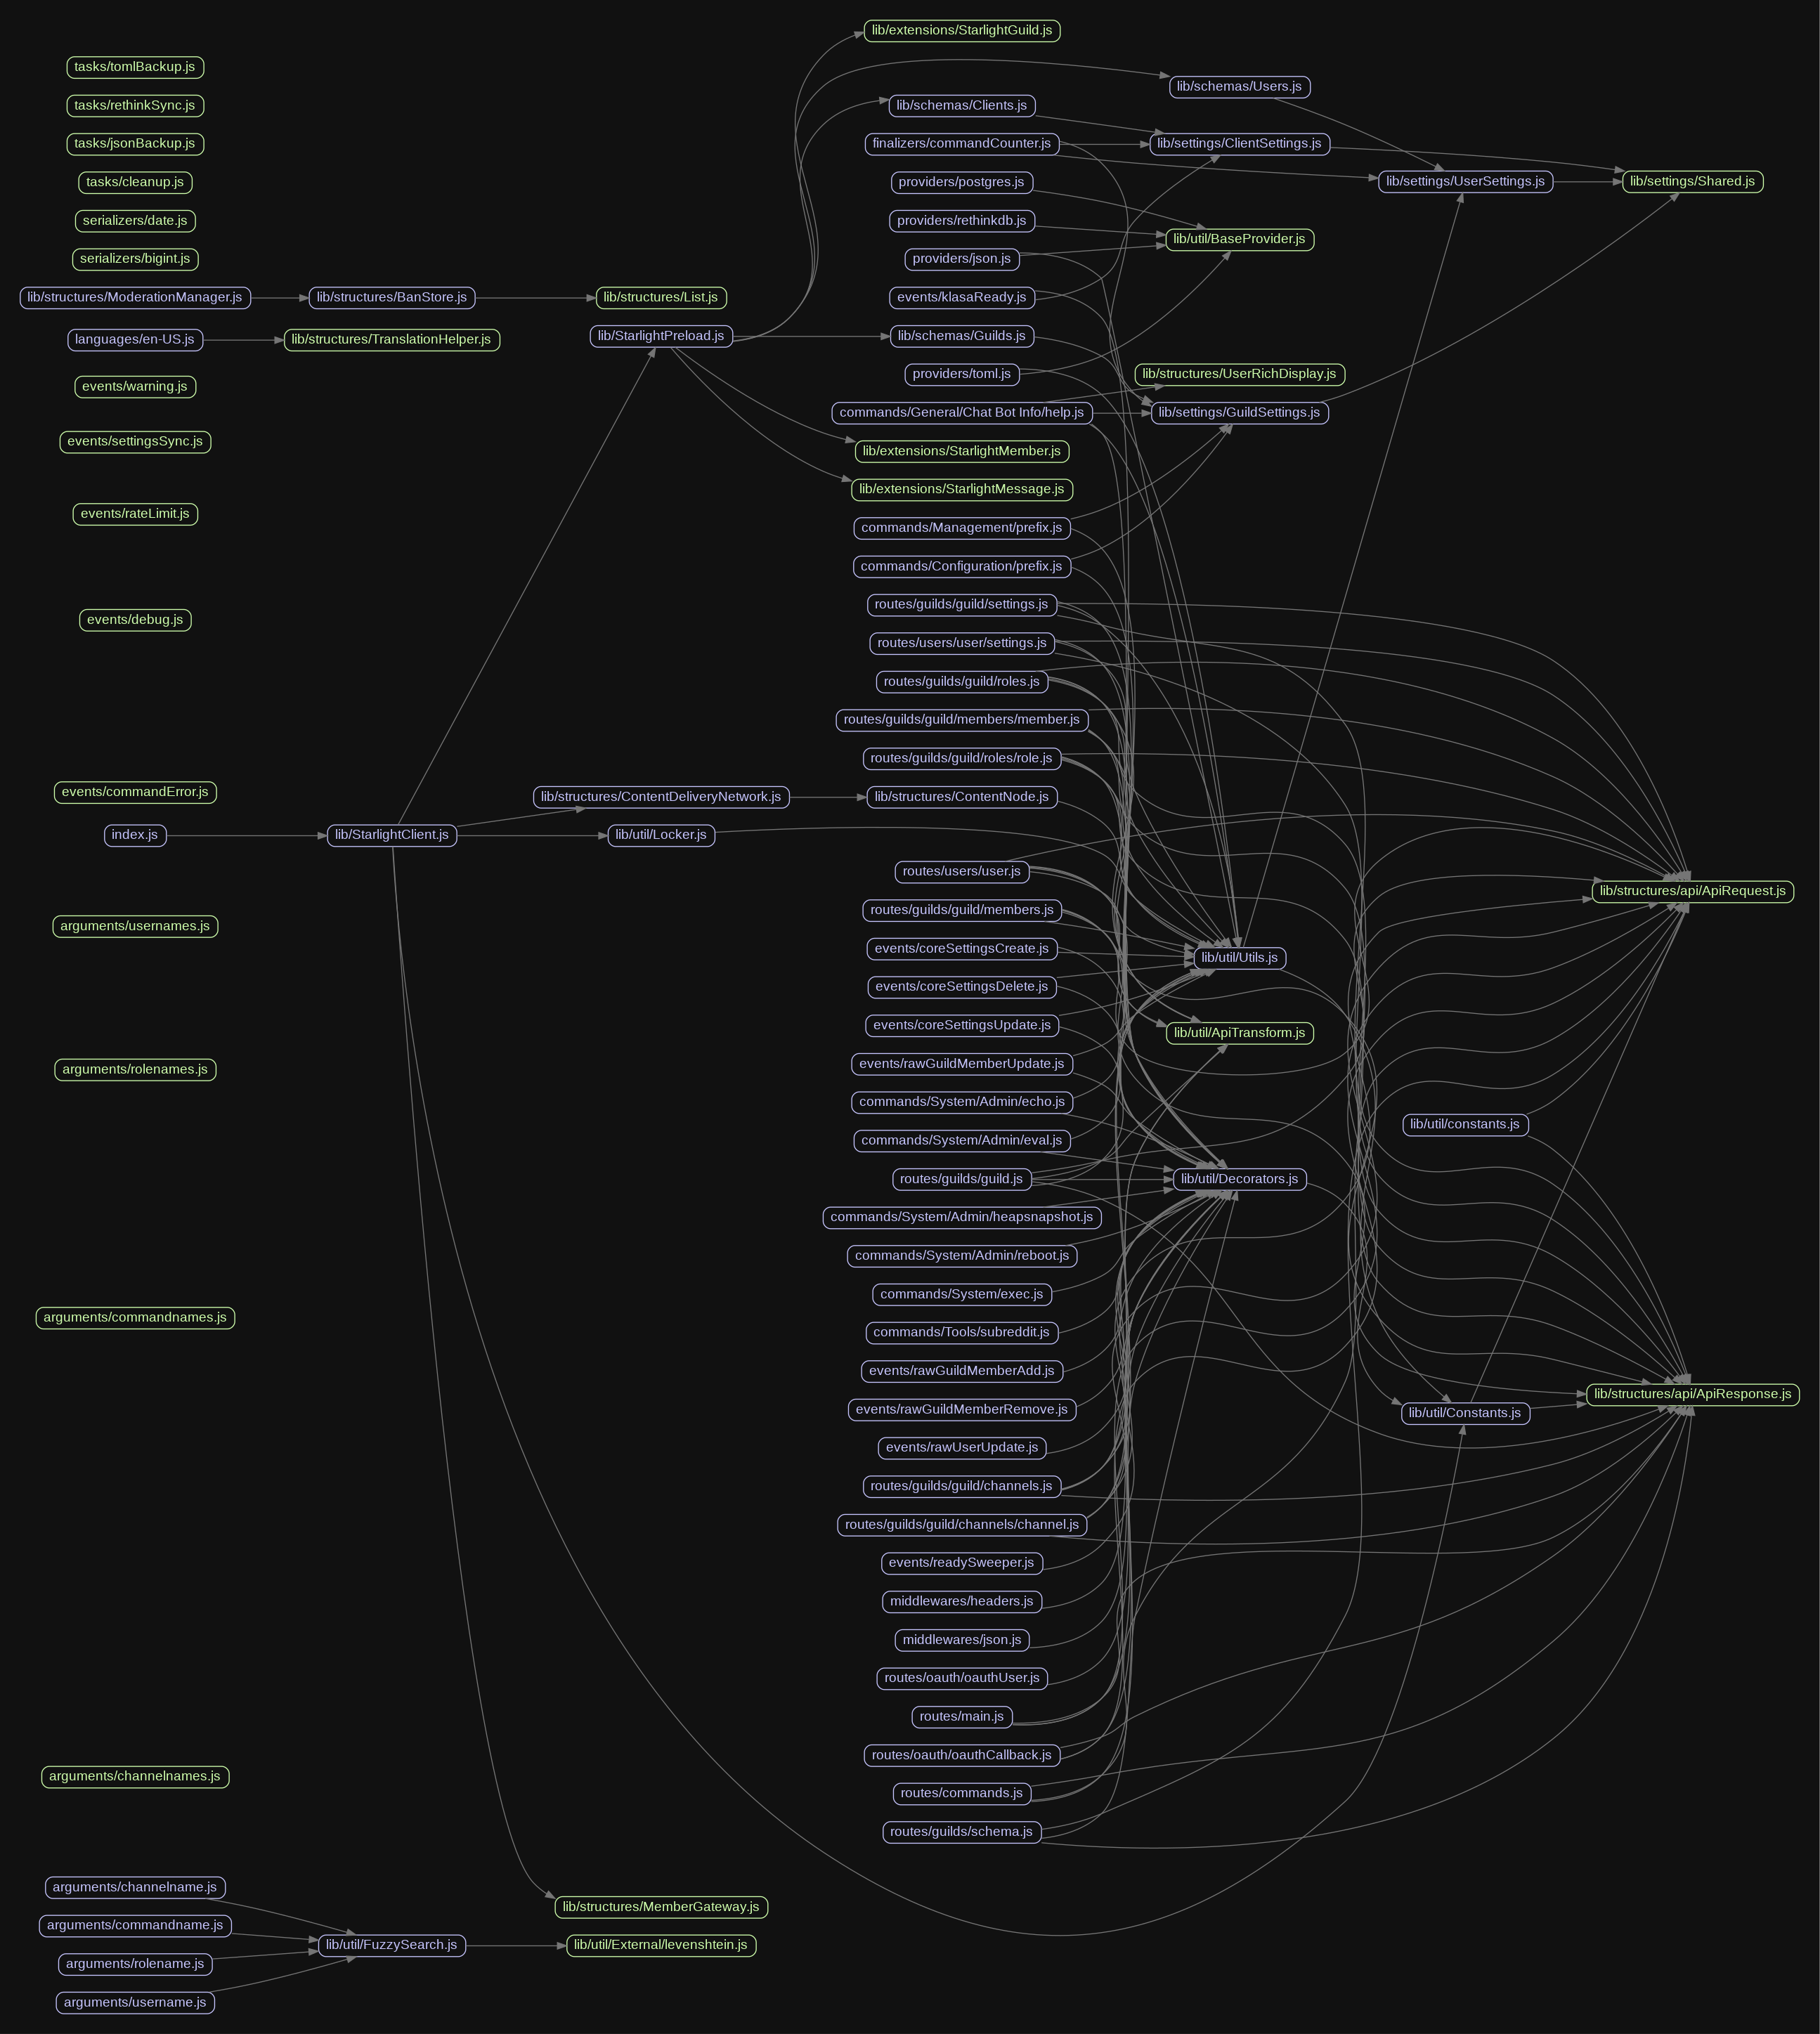 tasks/tomlBackup.js
tasks/rethinkSync.js
tasks/jsonBackup.js
tasks/cleanup.js
serializers/date.js
serializers/bigint.js
lib/structures/ModerationManager.js
languages/en-US.js
events/warning.js
events/settingsSync.js
events/rateLimit.js
events/debug.js
events/commandError.js
index.js
arguments/usernames.js
arguments/rolenames.js
arguments/commandnames.js
arguments/channelnames.js
arguments/channelname.js
arguments/commandname.js
arguments/rolename.js
arguments/username.js
lib/structures/BanStore.js
lib/structures/TranslationHelper.js
lib/StarlightClient.js
lib/util/FuzzySearch.js
lib/structures/List.js
lib/StarlightPreload.js
lib/structures/ContentDeliveryNetwork.js
lib/util/Locker.js
lib/structures/MemberGateway.js
lib/util/External/levenshtein.js
lib/extensions/StarlightGuild.js
lib/schemas/Clients.js
finalizers/commandCounter.js
providers/postgres.js
providers/rethinkdb.js
providers/json.js
events/klasaReady.js
lib/schemas/Guilds.js
providers/toml.js
commands/General/Chat Bot Info/help.js
lib/extensions/StarlightMember.js
lib/extensions/StarlightMessage.js
commands/Management/prefix.js
commands/Configuration/prefix.js
routes/guilds/guild/settings.js
routes/users/user/settings.js
routes/guilds/guild/roles.js
routes/guilds/guild/members/member.js
routes/guilds/guild/roles/role.js
lib/structures/ContentNode.js
routes/users/user.js
routes/guilds/guild/members.js
events/coreSettingsCreate.js
events/coreSettingsDelete.js
events/coreSettingsUpdate.js
events/rawGuildMemberUpdate.js
commands/System/Admin/echo.js
commands/System/Admin/eval.js
routes/guilds/guild.js
commands/System/Admin/heapsnapshot.js
commands/System/Admin/reboot.js
commands/System/exec.js
commands/Tools/subreddit.js
events/rawGuildMemberAdd.js
events/rawGuildMemberRemove.js
events/rawUserUpdate.js
routes/guilds/guild/channels.js
routes/guilds/guild/channels/channel.js
events/readySweeper.js
middlewares/headers.js
middlewares/json.js
routes/oauth/oauthUser.js
routes/main.js
routes/oauth/oauthCallback.js
routes/commands.js
routes/guilds/schema.js
lib/schemas/Users.js
lib/settings/ClientSettings.js
lib/util/BaseProvider.js
lib/structures/UserRichDisplay.js
lib/settings/GuildSettings.js
lib/util/Utils.js
lib/util/ApiTransform.js
lib/util/Decorators.js
lib/settings/UserSettings.js
lib/util/constants.js
lib/util/Constants.js
lib/settings/Shared.js
lib/structures/api/ApiRequest.js
lib/structures/api/ApiResponse.js